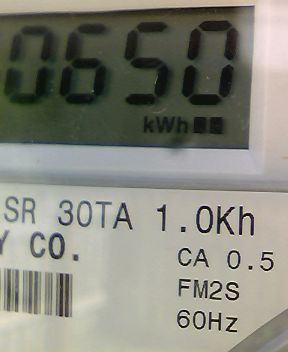 0650
kWh
SR 30TA 1.0Kh
Y CO.
CA 0.5
FM2S
60Hz